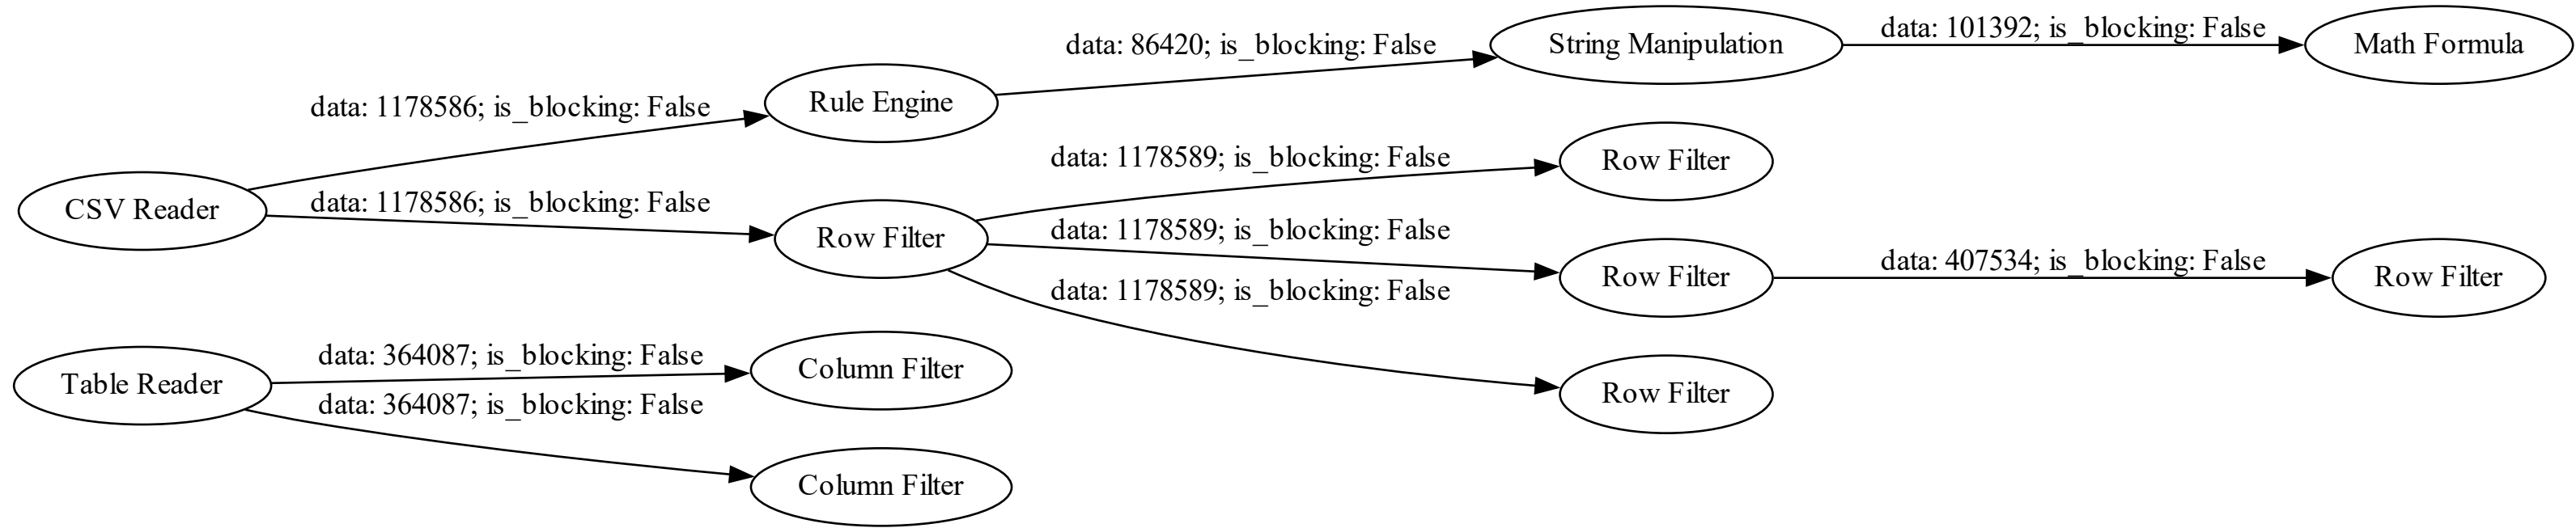 data: 86420; is_blocking: False
String Manipulation
data: 101392; is_blocking: False
Math Formula
data: 1178586; is_blocking: False
Rule Engine
data: 1178589; is_blocking: False
Row Filter
CSV Reader
data: 1178586; is_blocking: False
Row Filter
data: 1178589; is_blocking: False
data: 1178589; is_blocking: False
Row Filter
data: 407534; is_blocking: False
Row Filter
Table Reader
data: 364087; is_blocking: False
Column Filter
Row Filter
data: 364087; is_blocking: False
Column Filter